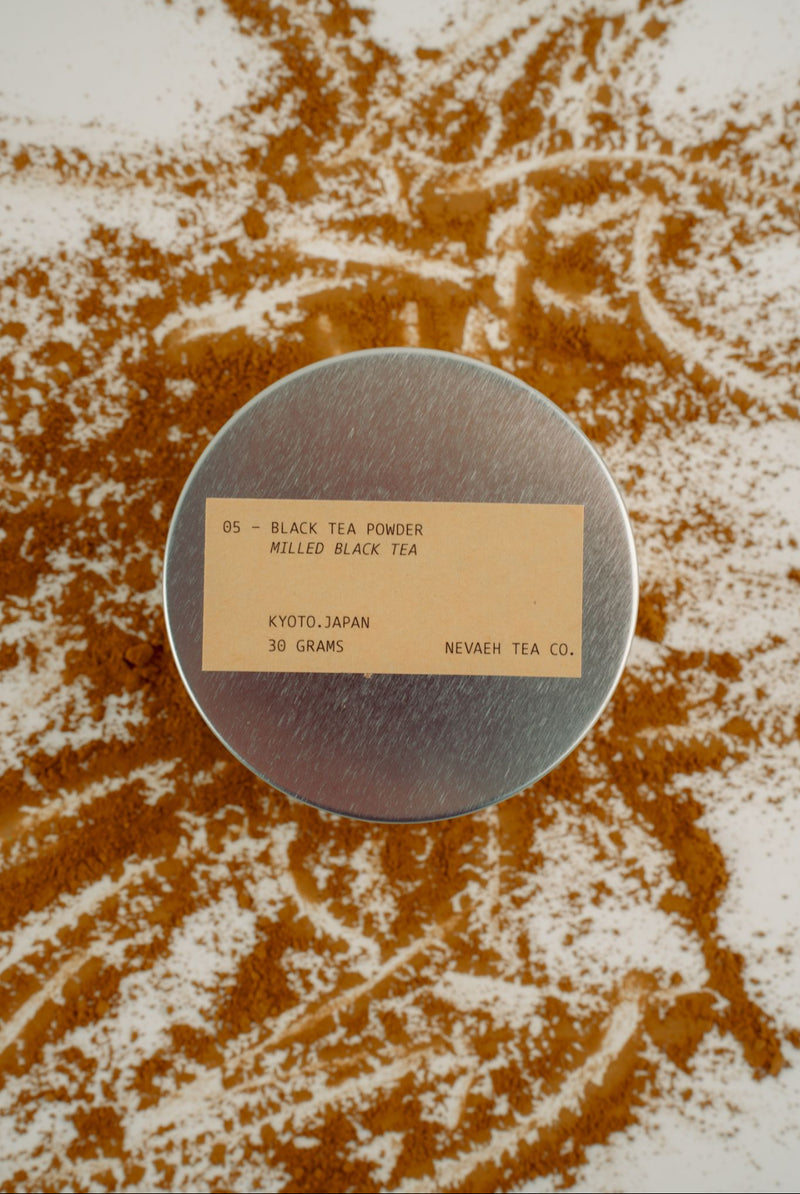 05 – BLACK TEA POWDER
MILLED BLACK TEA
KYOTO.JAPAN
30 GRAMS
NEVAEH TEA CO.